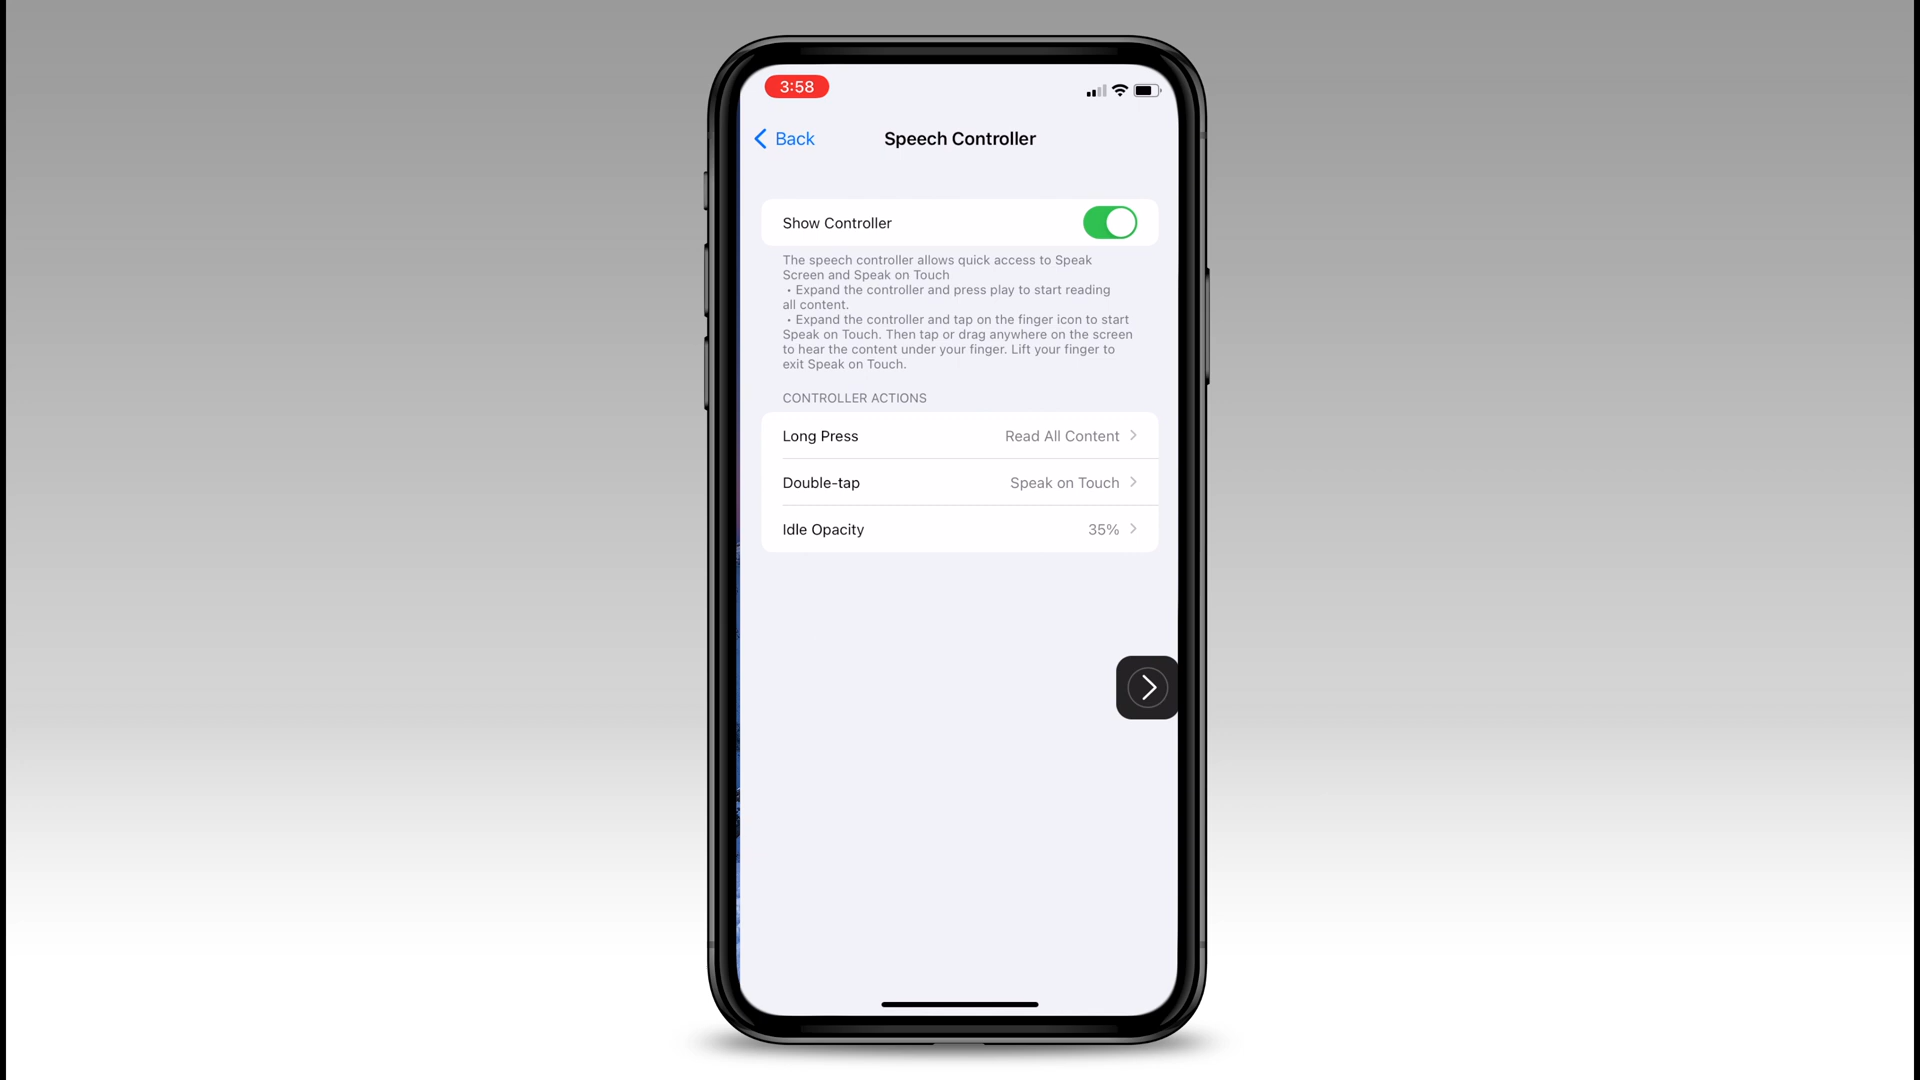 3:58
Back
Speech Controller
Show Controller
The speech controller allows quick access to Speak
Screen and Speak on Touch
• Expand the controller and press play to start reading
all content.
• Expand the controller and tap on the finger icon to start
Speak on Touch. Then tap or drag anywhere on the screen
to hear the content under your finger. Lift your finger to
exit Speak on Touch.
CONTROLLER ACTIONS
Long Press Read All Content
Double-tap Speak on Touch
Idle Opacity 35%